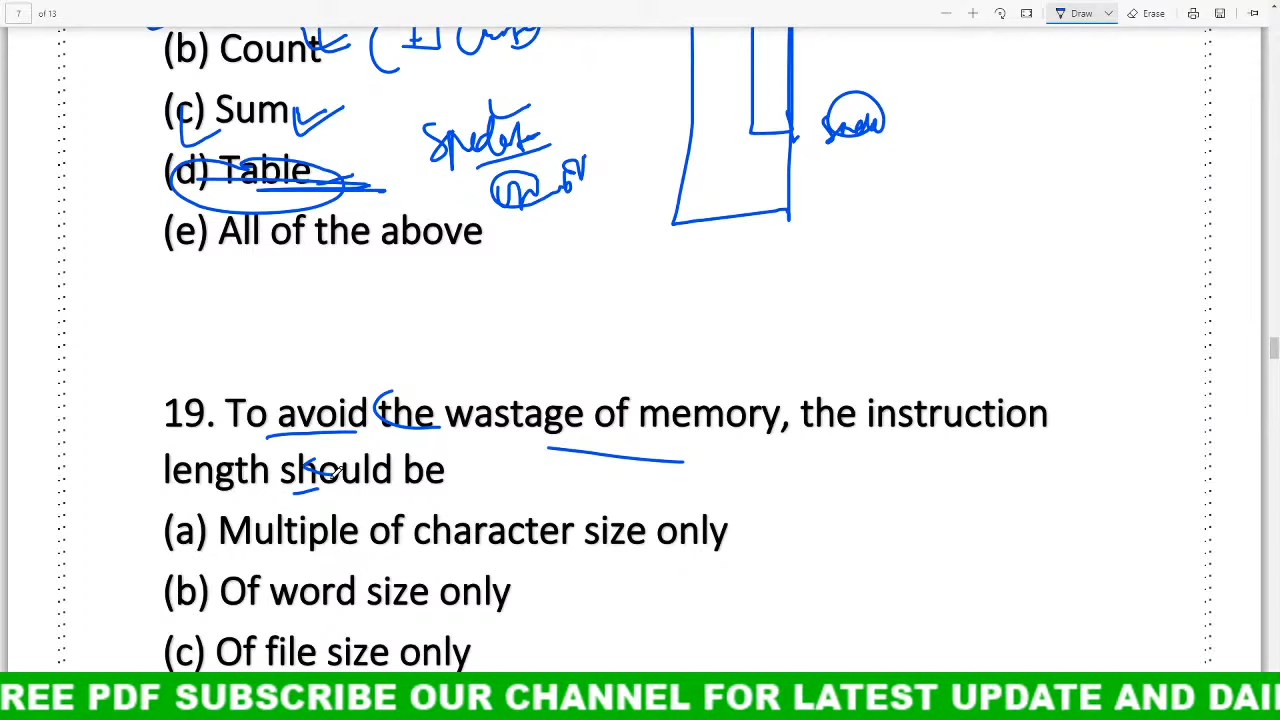 7 of 13
Draw
Erase
(b) Count
(c) Sum
(d) Table
(e) All of the above
19. To avoid the wastage of memory, the instruction
length should be
(a) Multiple of character size only
(b) Of word size only
(c) Of file size only
REE PDF SUBSCRIBE OUR CHANNEL FOR LATEST UPDATE AND DAI